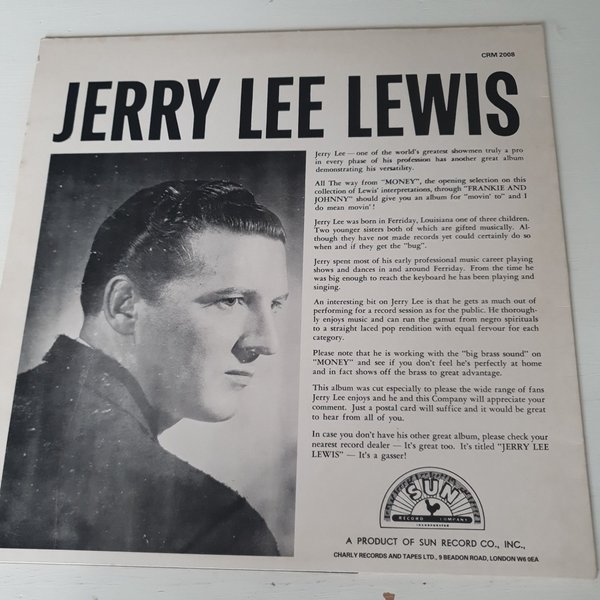 CRM 2008
JERRY LEE LEWIS
Jerry Lee — one of the world's greatest showmen truly a pro
in every phase of his profession has another great album
demonstrating his versatility.
All The way from "MONEY", the opening selection on this
collection of Lewis' interpretations, through "FRANKIE AND
JOHNNY" should give you an album for "movin' to" and I
do mean movin'!
Jerry Lee was born in Ferriday, Louisiana one of three children.
Two younger sisters both of which are gifted musically. Al-
though they have not made records yet could certainly do so
when and if they get the "bug".
Jerry spent most of his early professional music career playing
shows and dances in and around Ferriday. From the time he
was big enough to reach the keyboard he has been playing and
singing.
An interesting bit on Jerry Lee is that he gets as much out of
performing for a record session as for the public. He thorough-
ly enjoys music and can run the gamut from negro spirituals
to a straight laced pop rendition with equal fervour for each
category.
Please note that he is working with the "big brass sound" on
"MONEY" and see if you don't feel he's perfectly at home
and in fact shows off the brass to great advantage.
This album was cut especially to please the wide range of fans
Jerry Lee enjoys and he and this Company will appreciate your
comment. Just a postal card will suffice and it would be great
to hear from all of you.
In case you don't have his other great album, please check your
nearest record dealer — It's great too. It's titled "JERRY LEE
LEWIS" — It's a gasser!
SUN
RECORD COMPANY
INCORPORATED
A PRODUCT OF SUN RECORD CO., INC.,
CHARLY RECORDS AND TAPES LTD., 9 BEADON ROAD, LONDON W6 0EA